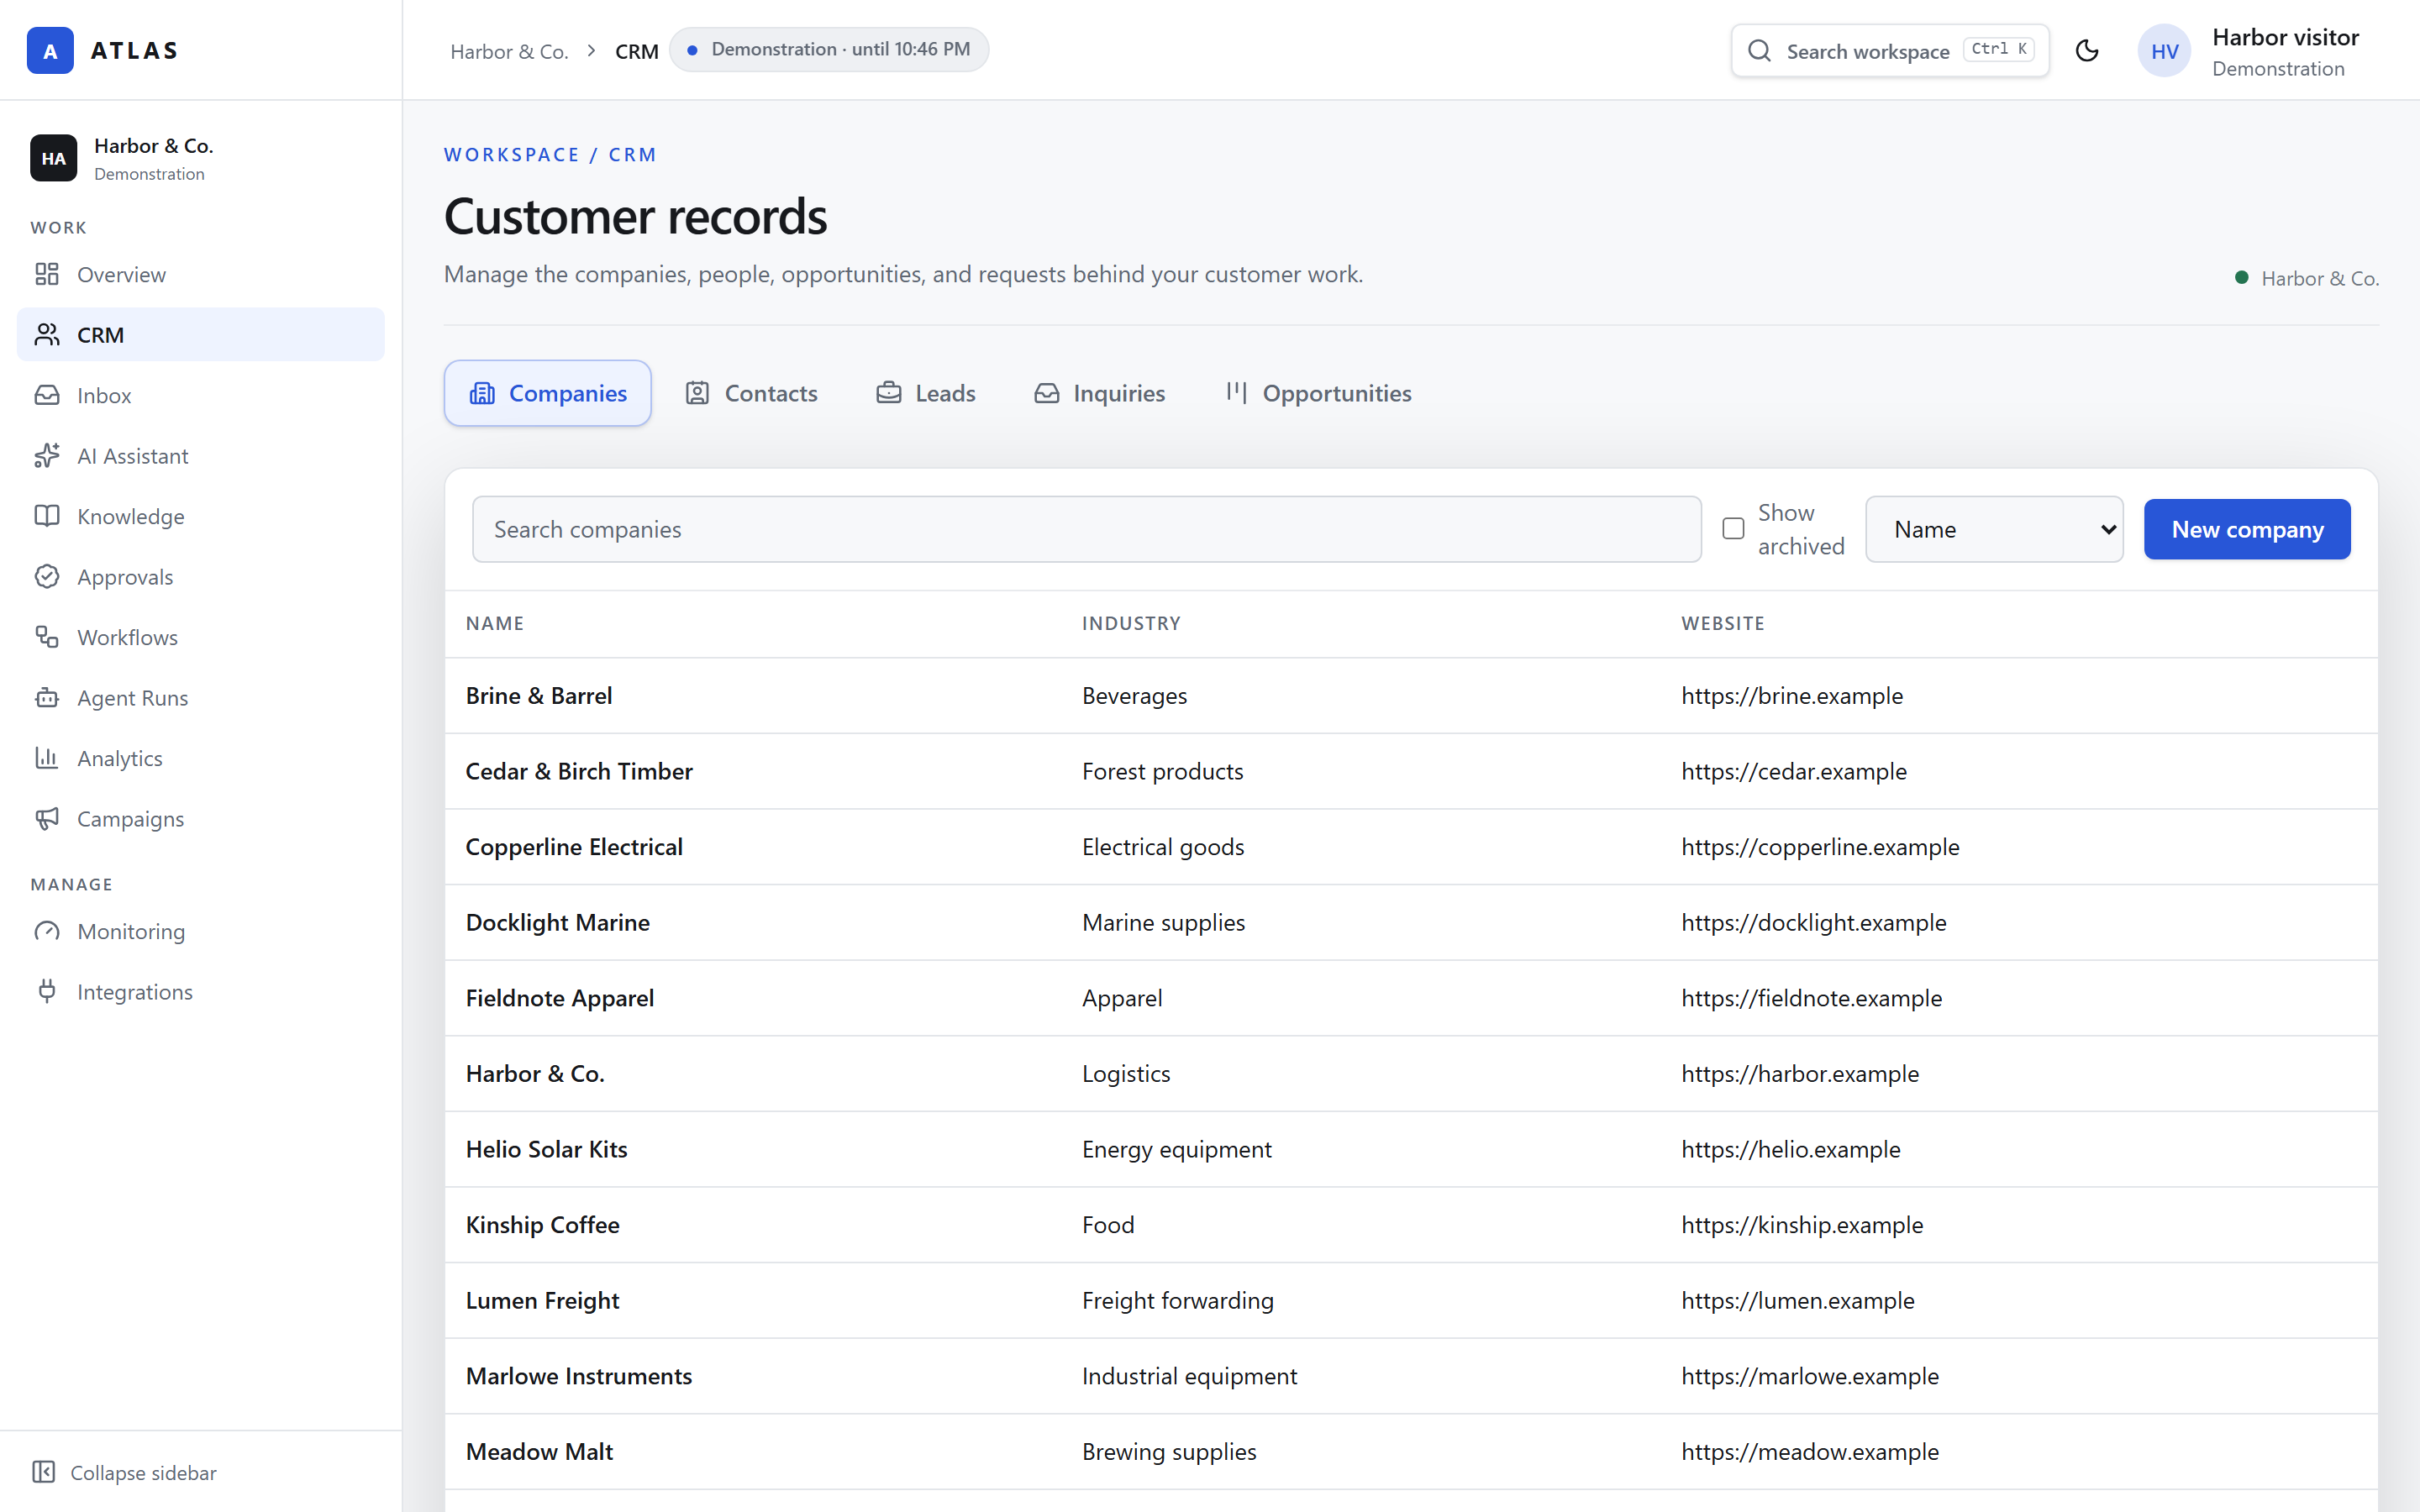 A ATLAS
Harbor & Co. > CRM
Demonstration · until 10:46 PM
Search workspace Ctrl K
HV
Harbor visitor
Demonstration
HA
Harbor & Co.
Demonstration
WORK
Overview
CRM
Inbox
AI Assistant
Knowledge
Approvals
Workflows
Agent Runs
Analytics
Campaigns
MANAGE
Monitoring
Integrations
Collapse sidebar
WORKSPACE / CRM
Customer records
Manage the companies, people, opportunities, and requests behind your customer work.
Harbor & Co.
Companies Contacts Leads Inquiries Opportunities
Search companies
Show
archived
Name
New company
NAME INDUSTRY WEBSITE
Brine & Barrel Beverages https://brine.example
Cedar & Birch Timber Forest products https://cedar.example
Copperline Electrical Electrical goods https://copperline.example
Docklight Marine Marine supplies https://docklight.example
Fieldnote Apparel Apparel https://fieldnote.example
Harbor & Co. Logistics https://harbor.example
Helio Solar Kits Energy equipment https://helio.example
Kinship Coffee Food https://kinship.example
Lumen Freight Freight forwarding https://lumen.example
Marlowe Instruments Industrial equipment https://marlowe.example
Meadow Malt Brewing supplies https://meadow.example